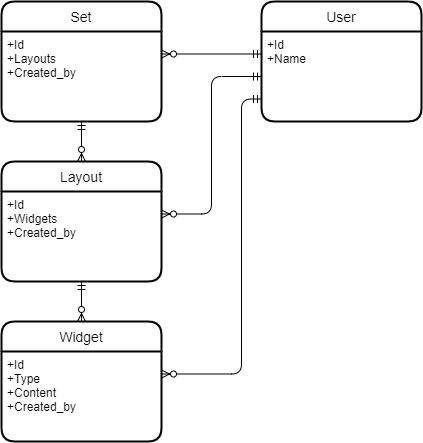 Set
+Id
+Layouts
+Created_by
User
+Id
+Name
Layout
+Id
+Widgets
+Created_by
Widget
+Id
+Type
+Content
+Created_by